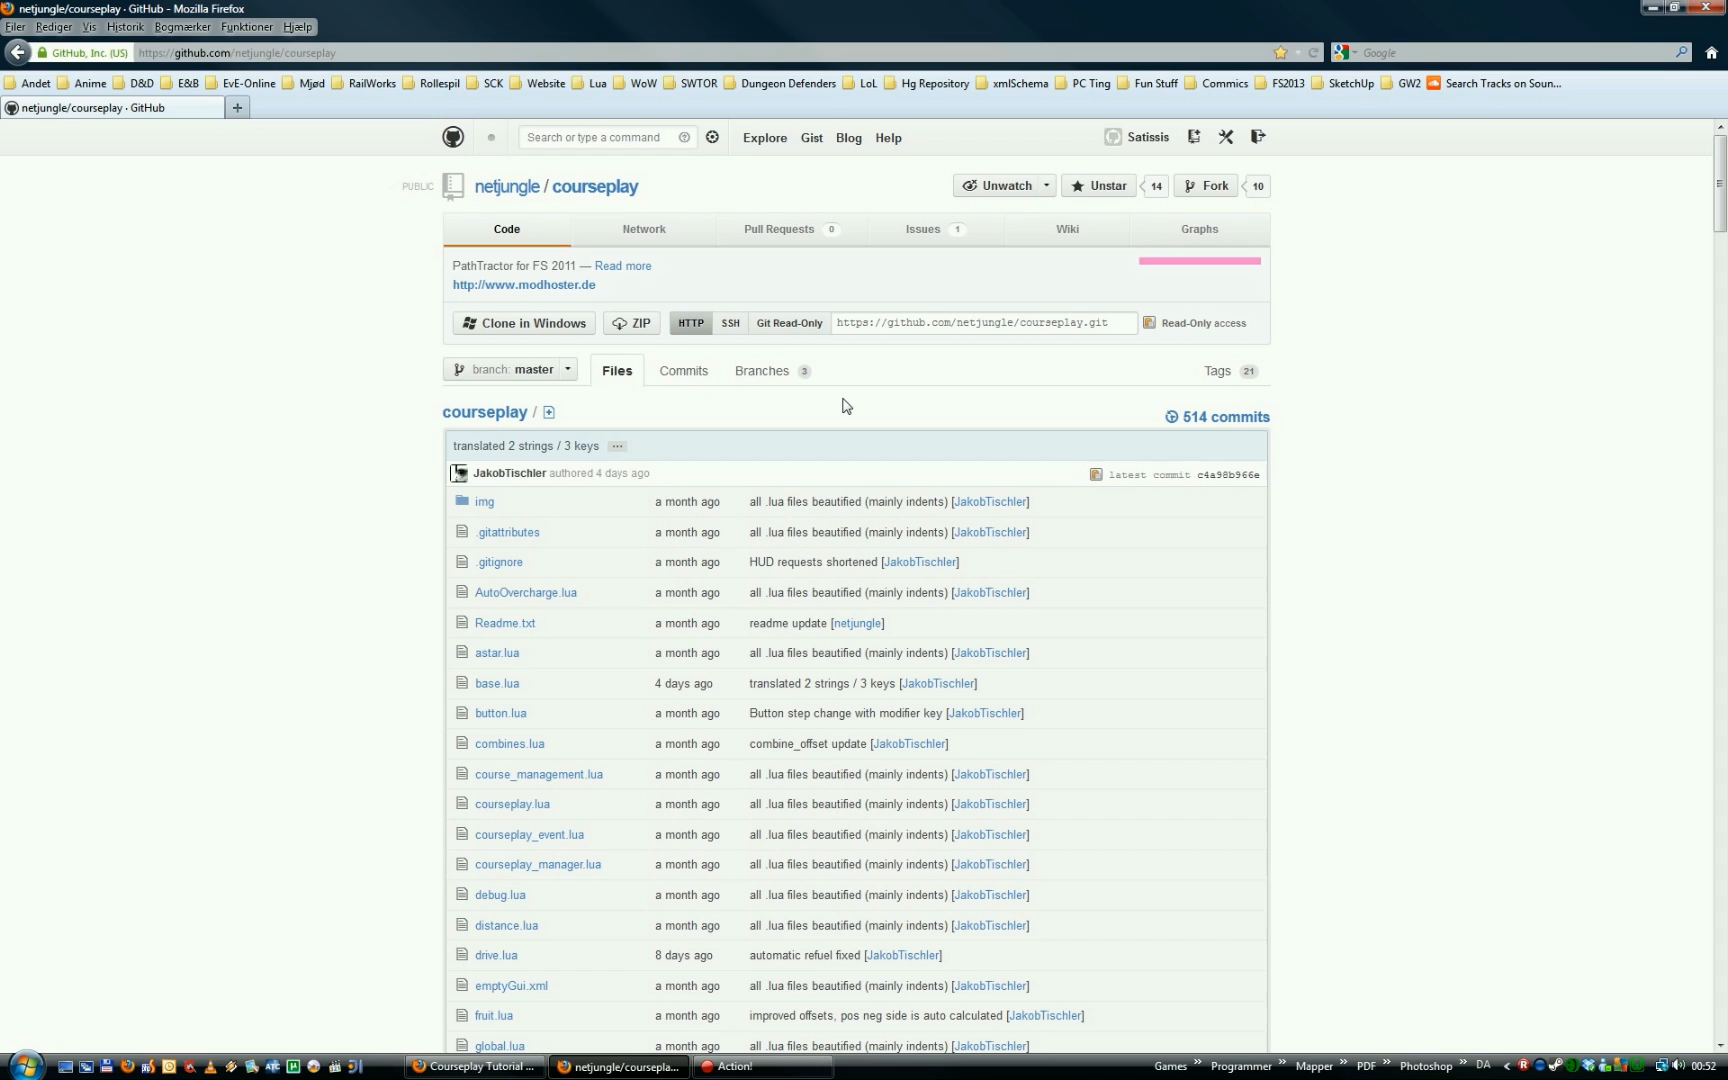 netjungle/courseplay · GitHub - Mozilla Firefox
Filer Rediger Vis Historik Bogmærker Funktioner Hjælp
GitHub, Inc. (US) https://github.com/netjungle/courseplay Google
Andet Anime D&D E&B EvE-Online Mjød RailWorks Rollespil SCK Website Lua WoW SWTOR Dungeon Defenders LoL Hg Repository xmlSchema PC Ting Fun Stuff Commics FS2013 SketchUp GW2 Search Tracks on Soun...
netjungle/courseplay · GitHub
Search or type a command Explore Gist Blog Help Satissis
PUBLIC netjungle / courseplay Unwatch Unstar 14 Fork 10
Code Network Pull Requests 0 Issues 1 Wiki Graphs
PathTractor for FS 2011 — Read more
http://www.modhoster.de
Clone in Windows ZIP HTTP SSH Git Read-Only https://github.com/netjungle/courseplay.git Read-Only access
branch: master Files Commits Branches 3 Tags 21
courseplay / 514 commits
translated 2 strings / 3 keys ...
JakobTischler authored 4 days ago latest commit c4a98b966e
img a month ago all .lua files beautified (mainly indents) [JakobTischler]
.gitattributes a month ago all .lua files beautified (mainly indents) [JakobTischler]
.gitignore a month ago HUD requests shortened [JakobTischler]
AutoOvercharge.lua a month ago all .lua files beautified (mainly indents) [JakobTischler]
Readme.txt a month ago readme update [netjungle]
astar.lua a month ago all .lua files beautified (mainly indents) [JakobTischler]
base.lua 4 days ago translated 2 strings / 3 keys [JakobTischler]
button.lua a month ago Button step change with modifier key [JakobTischler]
combines.lua a month ago combine_offset update [JakobTischler]
course_management.lua a month ago all .lua files beautified (mainly indents) [JakobTischler]
courseplay.lua a month ago all .lua files beautified (mainly indents) [JakobTischler]
courseplay_event.lua a month ago all .lua files beautified (mainly indents) [JakobTischler]
courseplay_manager.lua a month ago all .lua files beautified (mainly indents) [JakobTischler]
debug.lua a month ago all .lua files beautified (mainly indents) [JakobTischler]
distance.lua a month ago all .lua files beautified (mainly indents) [JakobTischler]
drive.lua 8 days ago automatic refuel fixed [JakobTischler]
emptyGui.xml a month ago all .lua files beautified (mainly indents) [JakobTischler]
fruit.lua a month ago improved offsets, pos neg side is auto calculated [JakobTischler]
global.lua a month ago all .lua files beautified (mainly indents) [JakobTischler]
Courseplay Tutorial ... netjungle/coursepla... Action! Games Programmer Mapper PDF Photoshop DA 00:52